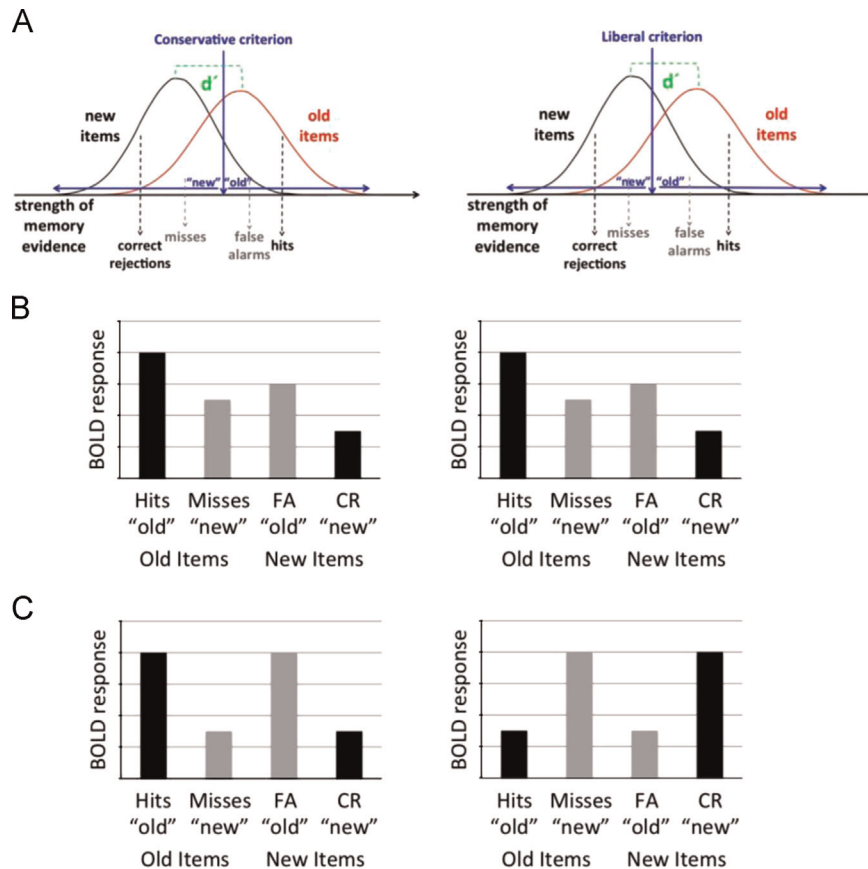 A
Conservative criterion
d´
new
items
old
items
"new" "old"
strength of
memory
evidence
correct
rejections
misses
false
alarms
hits
Liberal criterion
d´
new
items
old
items
"new" "old"
strength of
memory
evidence
correct
rejections
misses
false
alarms
hits
B
BOLD response
Hits Misses FA CR
"old" "new" "old" "new"
Old Items New Items
BOLD response
Hits Misses FA CR
"old" "new" "old" "new"
Old Items New Items
C
BOLD response
Hits Misses FA CR
"old" "new" "old" "new"
Old Items New Items
BOLD response
Hits Misses FA CR
"old" "new" "old" "new"
Old Items New Items